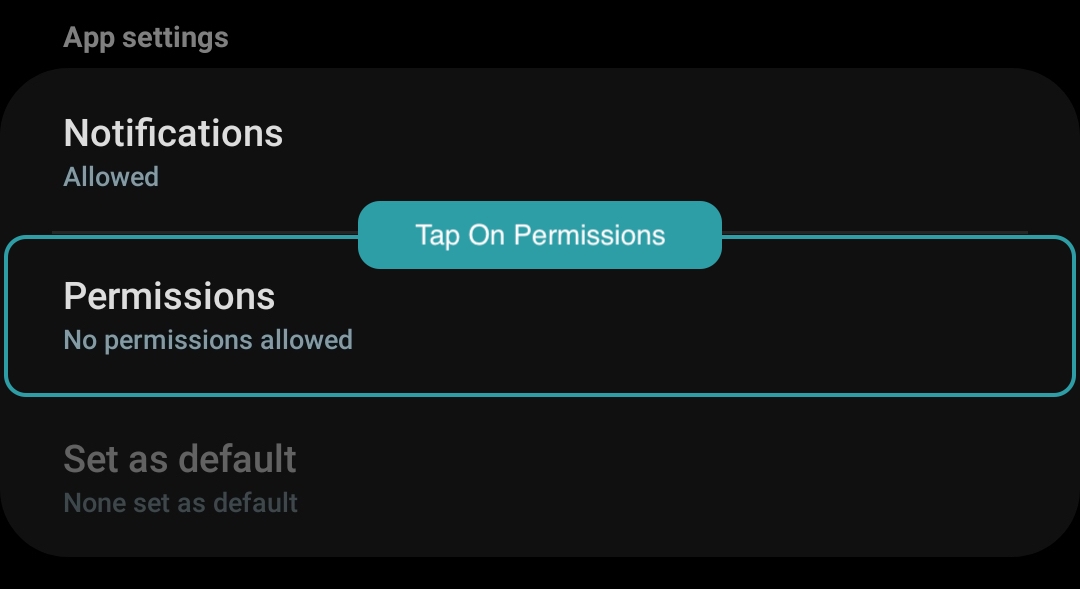 App settings
Notifications
Allowed
Tap On Permissions
Permissions
No permissions allowed
Set as default
None set as default